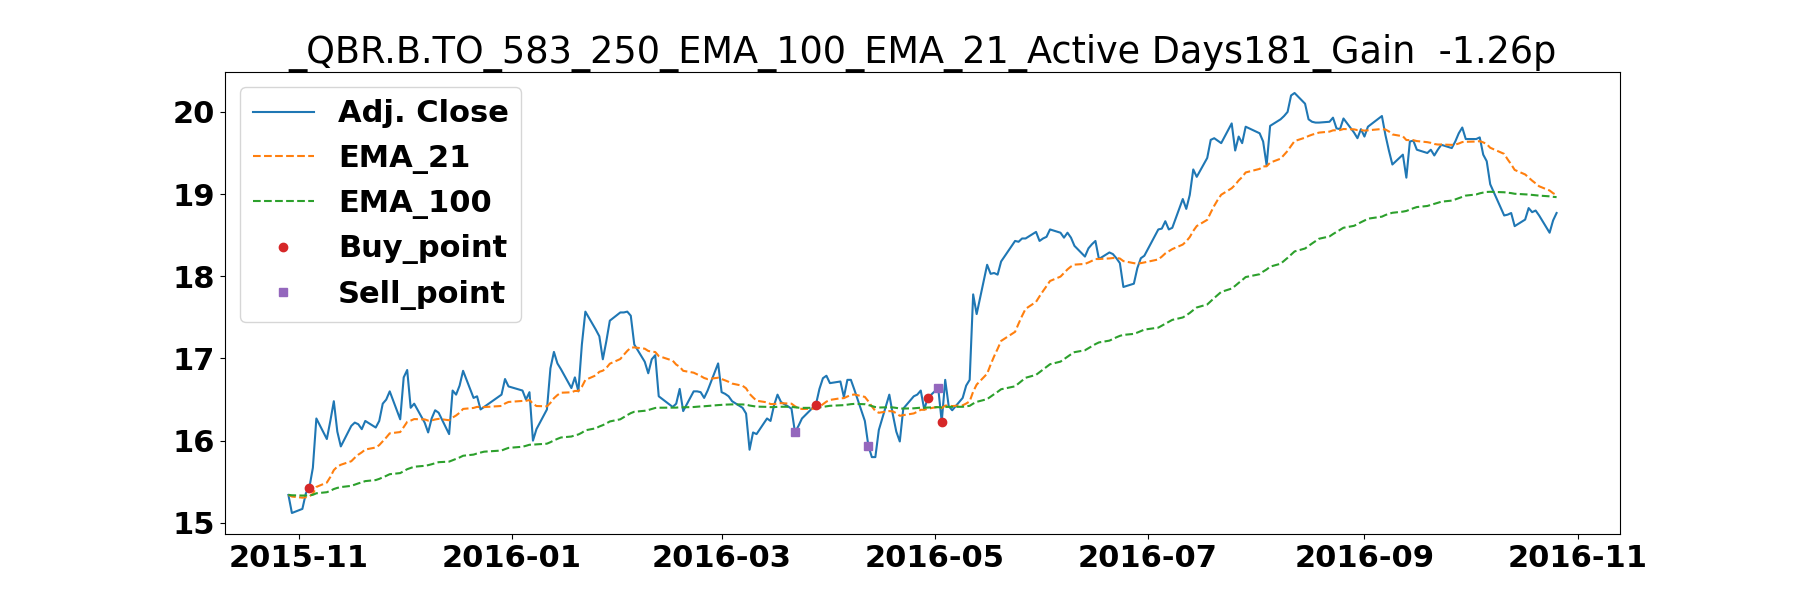 _QBR.B.TO_583_250_EMA_100_EMA_21_Active Days181_Gain  -1.26p
Adj. Close
EMA_21
EMA_100
Buy_point
Sell_point
20
19
18
17
16
15
2015-11 2016-01 2016-03 2016-05 2016-07 2016-09 2016-11